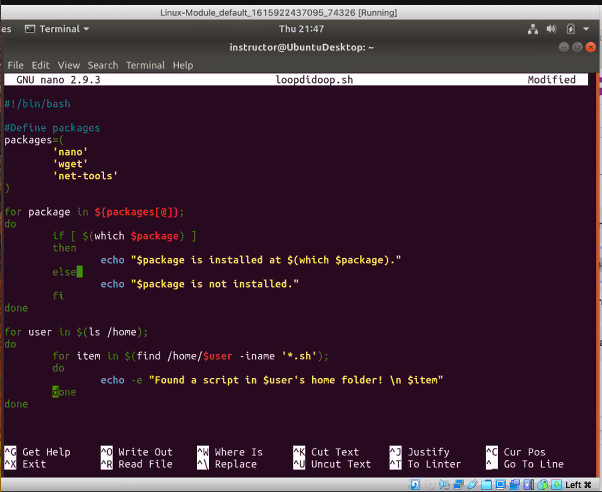 Linux-Module_default_1615922437095_74326 [Running]
es Terminal Thu 21:47
instructor@UbuntuDesktop: ~
File Edit View Search Terminal Help
GNU nano 2.9.3 loopdidoop.sh Modified
#!/bin/bash
#Define packages
packages=(
'nano'
'wget'
'net-tools'
)
for package in ${packages[@]};
do
if [ $(which $package) ]
then
echo "$package is installed at $(which $package)."
else
echo "$package is not installed."
fi
done
for user in $(ls /home);
do
for item in $(find /home/$user -iname '*.sh');
do
echo -e "Found a script in $user's home folder! \n $item"
done
done
^G Get Help ^O Write Out ^W Where Is ^K Cut Text ^J Justify ^C Cur Pos
^X Exit ^R Read File ^\ Replace ^U Uncut Text ^T To Linter ^_ Go To Line
Left ⌘